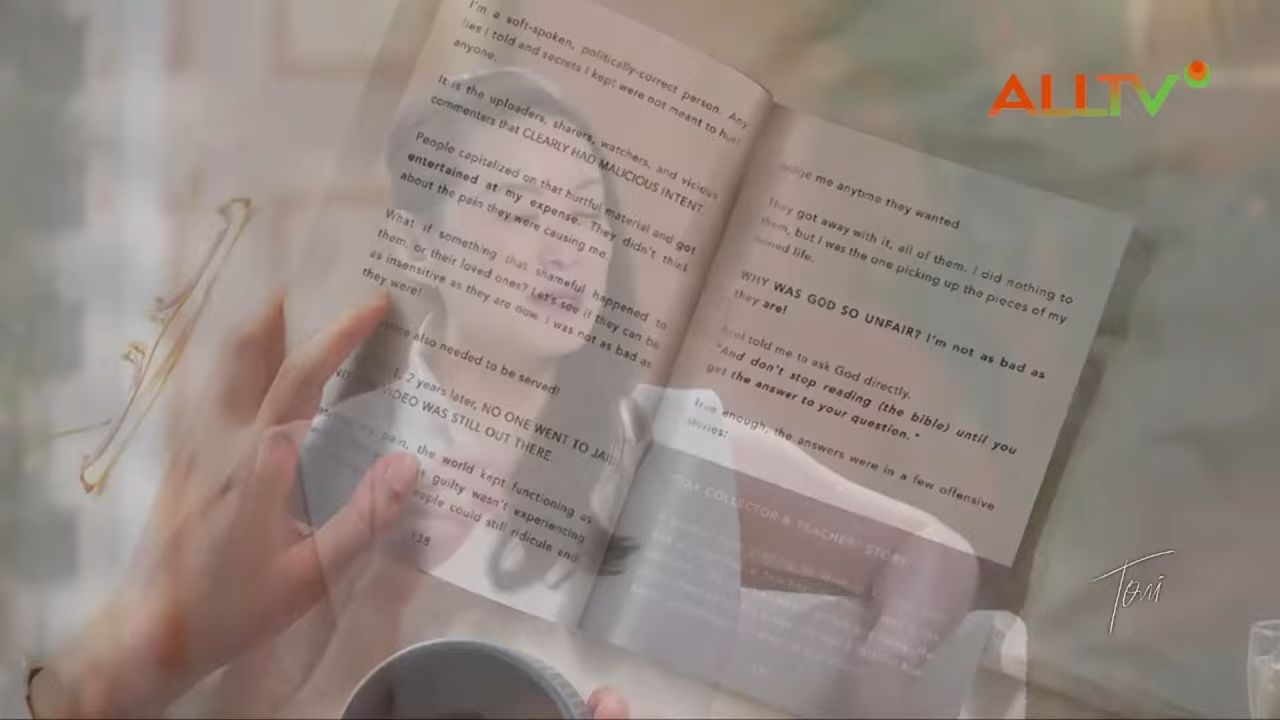 I'm a soft-spoken, politically-correct person. Any
lies I told and secrets I kept were not meant to hurt
anyone.
It is the uploaders, sharers, watchers, and vicious
commenters that CLEARLY HAD MALICIOUS INTENT.
People capitalized on that hurtful material and got
entertained at my expense. They didn't think
about the pain they were causing me.
What if something that shameful happened to
them, or their loved ones? Let's see if they can be
as insensitive as they are now. I was not as bad as
they were!
also needed to be served!
2 years later, NO ONE WENT TO JAIL
VIDEO WAS STILL OUT THERE.
pain, the world kept functioning as
guilty wasn't experiencing
people could still ridicule and
138
me anytime they wanted.
They got away with it, all of them. I did nothing to
them, but I was the one picking up the pieces of my
ruined life.
WHY WAS GOD SO UNFAIR? I'm not as bad as
they are!
told me to ask God directly.
"And don't stop reading (the bible) until you
get the answer to your question."
True enough, the answers were in a few offensive
stories:
TAX COLLECTOR & TEACHER STORY
ALLTV
Toni